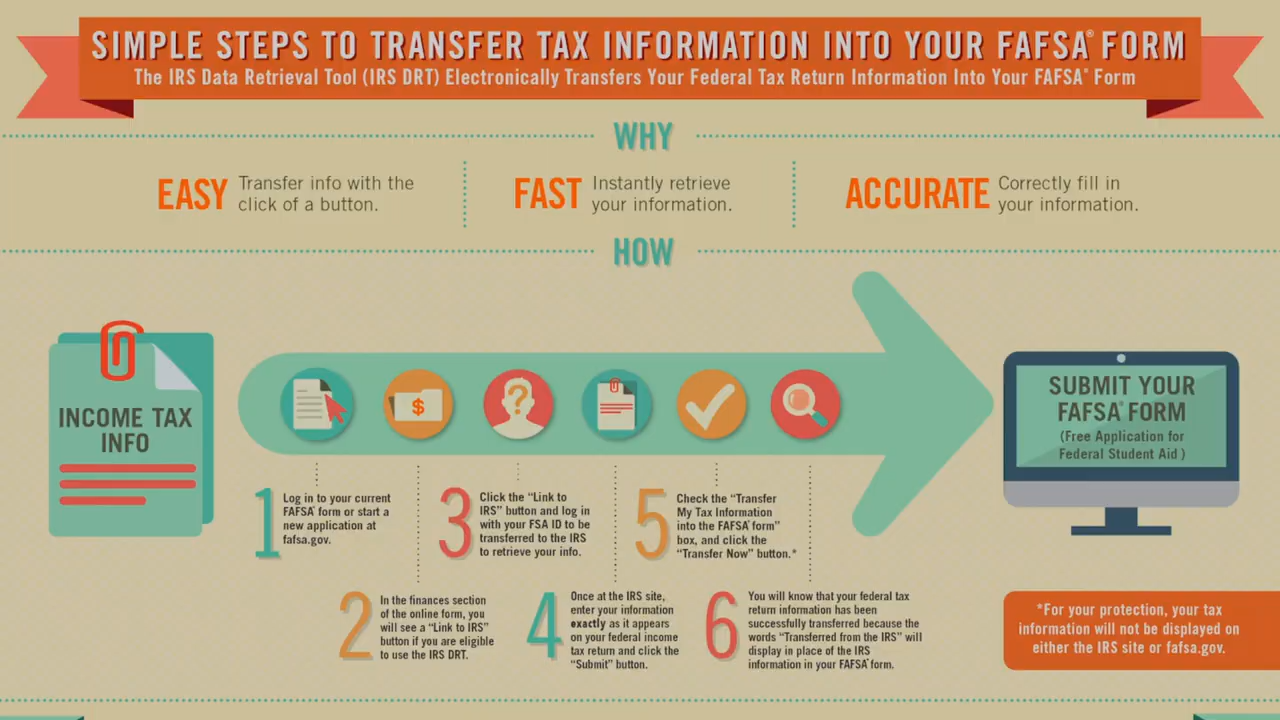 SIMPLE STEPS TO TRANSFER TAX INFORMATION INTO YOUR FAFSA® FORM
The IRS Data Retrieval Tool (IRS DRT) Electronically Transfers Your Federal Tax Return Information Into Your FAFSA® Form
WHY
EASY
Transfer info with the
click of a button.
FAST
Instantly retrieve
your information.
ACCURATE
Correctly fill in
your information.
HOW
INCOME TAX
INFO
$
?
SUBMIT YOUR
FAFSA® FORM
(Free Application for
Federal Student Aid )
1
Log in to your current
FAFSA® form or start a
new application at
fafsa.gov.
2
In the finances section
of the online form, you
will see a “Link to IRS”
button if you are eligible
to use the IRS DRT.
3
Click the “Link to
IRS” button and log in
with your FSA ID to be
transferred to the IRS
to retrieve your info.
4
Once at the IRS site,
enter your information
exactly as it appears
on your federal income
tax return and click the
“Submit” button.
5
Check the “Transfer
My Tax Information
into the FAFSA® form”
box, and click the
“Transfer Now” button.*
6
You will know that your federal tax
return information has been
successfully transferred because the
words “Transferred from the IRS” will
display in place of the IRS
information in your FAFSA® form.
*For your protection, your tax
information will not be displayed on
either the IRS site or fafsa.gov.